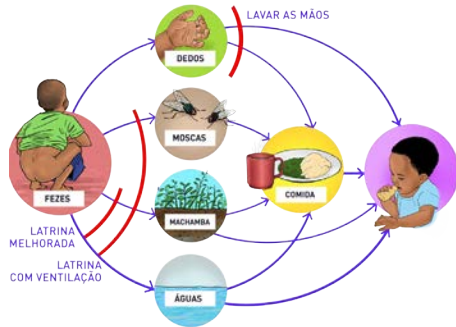 LAVAR AS MÃOS
DEDOS
MOSCAS
FEZES
COMIDA
MACHAMBA
LATRINA
MELHORADA
LATRINA
COM VENTILAÇÃO
ÁGUAS